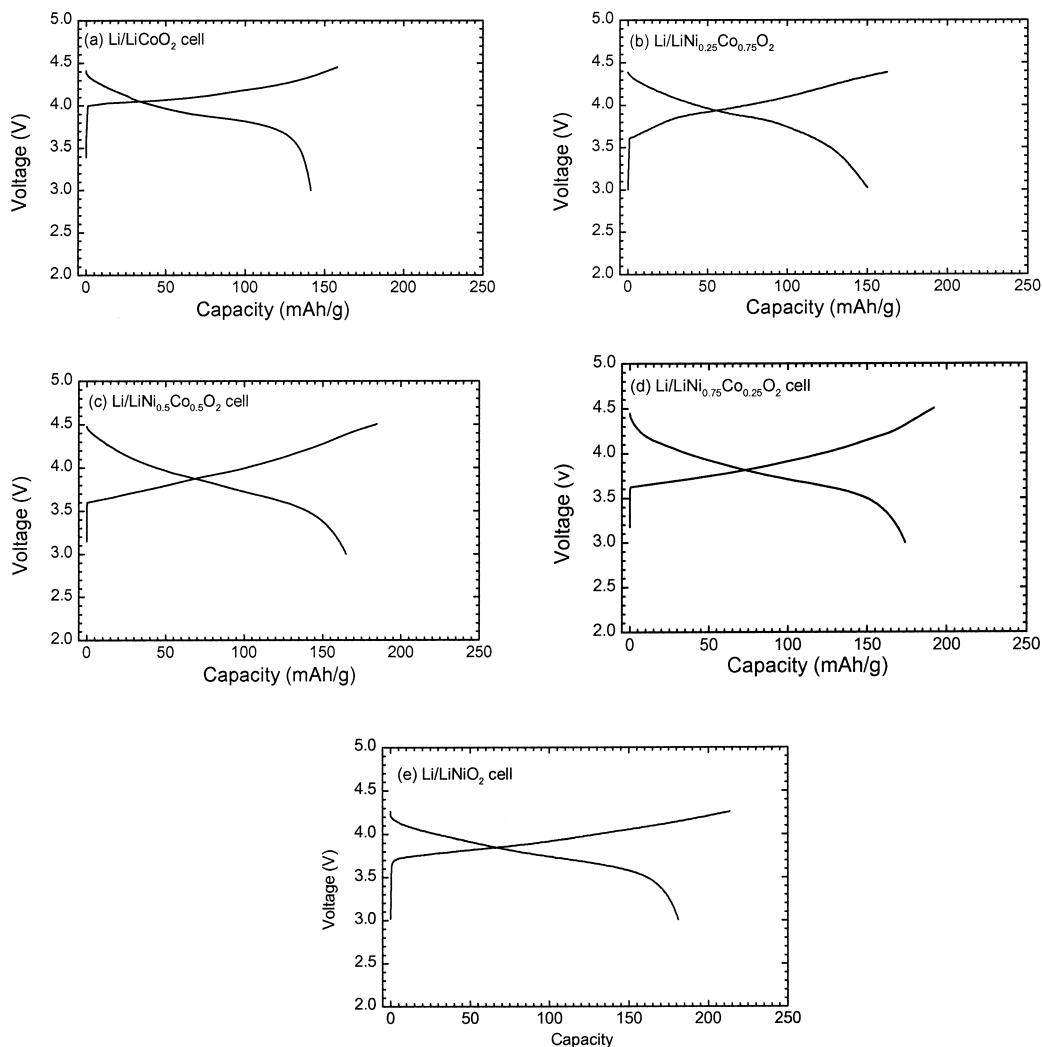 (a) Li/LiCoO₂ cell
5.0
4.5
4.0
3.5
3.0
2.5
2.0
Voltage (V)
0 50 100 150 200 250
Capacity (mAh/g)
(b) Li/LiNi₀.₂₅Co₀.₇₅O₂
5.0
4.5
4.0
3.5
3.0
2.5
2.0
Voltage (V)
0 50 100 150 200 250
Capacity (mAh/g)
(c) Li/LiNi₀.₅Co₀.₅O₂ cell
5.0
4.5
4.0
3.5
3.0
2.5
2.0
Voltage (V)
0 50 100 150 200 250
Capacity (mAh/g)
(d) Li/LiNi₀.₇₅Co₀.₂₅O₂ cell
5.0
4.5
4.0
3.5
3.0
2.5
2.0
Voltage (v)
0 50 100 150 200 250
Capacity (mAh/g)
(e) Li/LiNiO₂ cell
5.0
4.5
4.0
3.5
3.0
2.5
2.0
Voltage (V)
0 50 100 150 200 250
Capacity